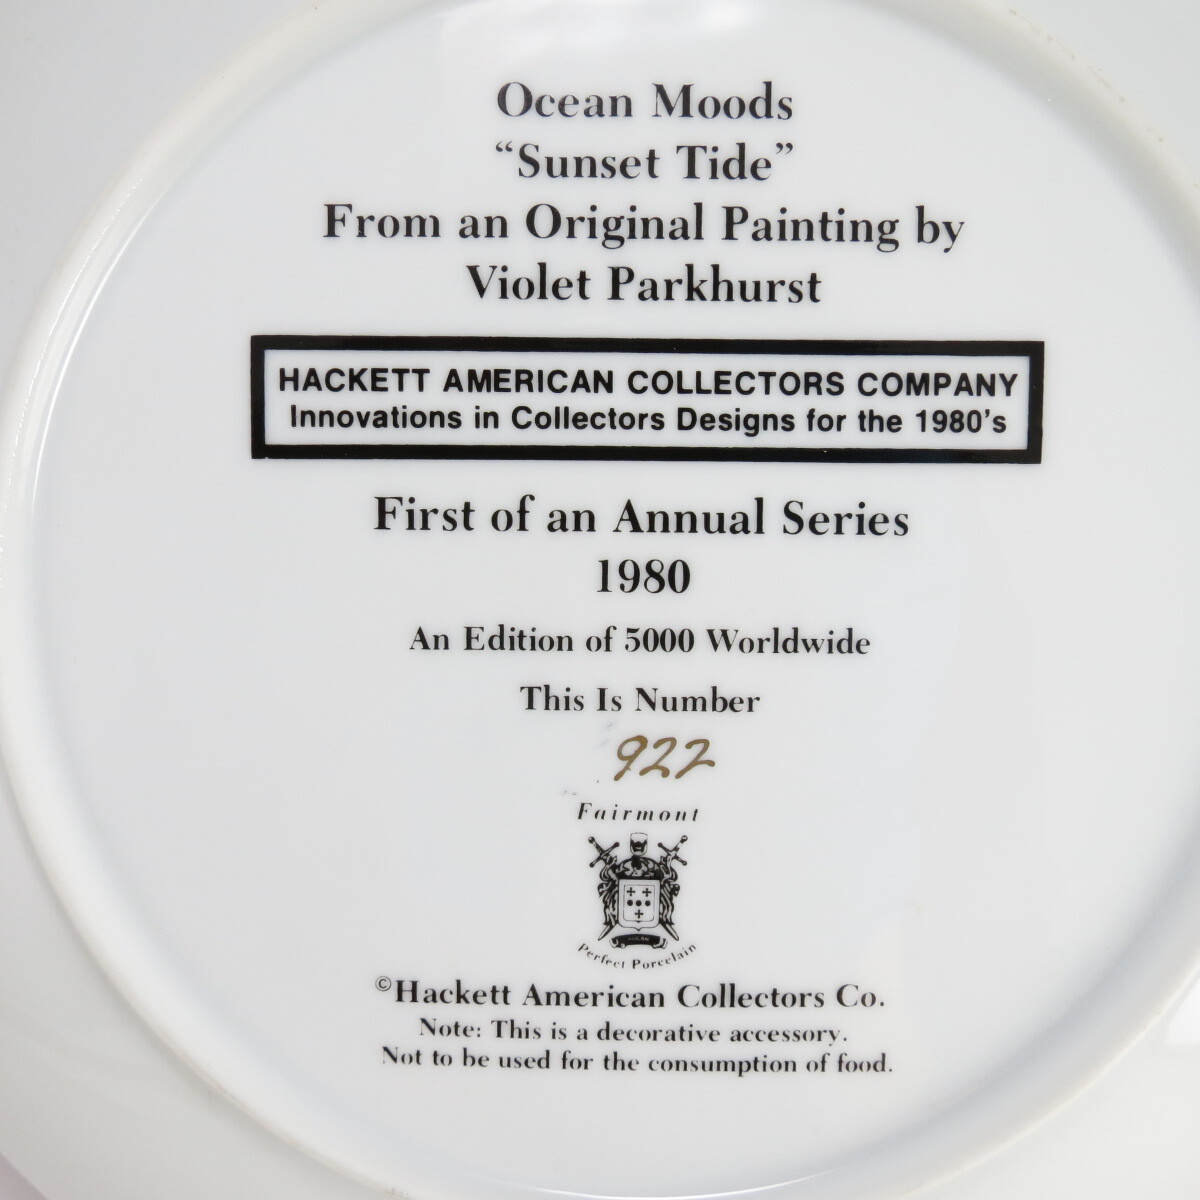 Ocean Moods
“Sunset Tide”
From an Original Painting by
Violet Parkhurst
HACKETT AMERICAN COLLECTORS COMPANY
Innovations in Collectors Designs for the 1980's
First of an Annual Series
1980
An Edition of 5000 Worldwide
This Is Number
922
Fairmont
Perfect Porcelain
©Hackett American Collectors Co.
Note: This is a decorative accessory.
Not to be used for the consumption of food.